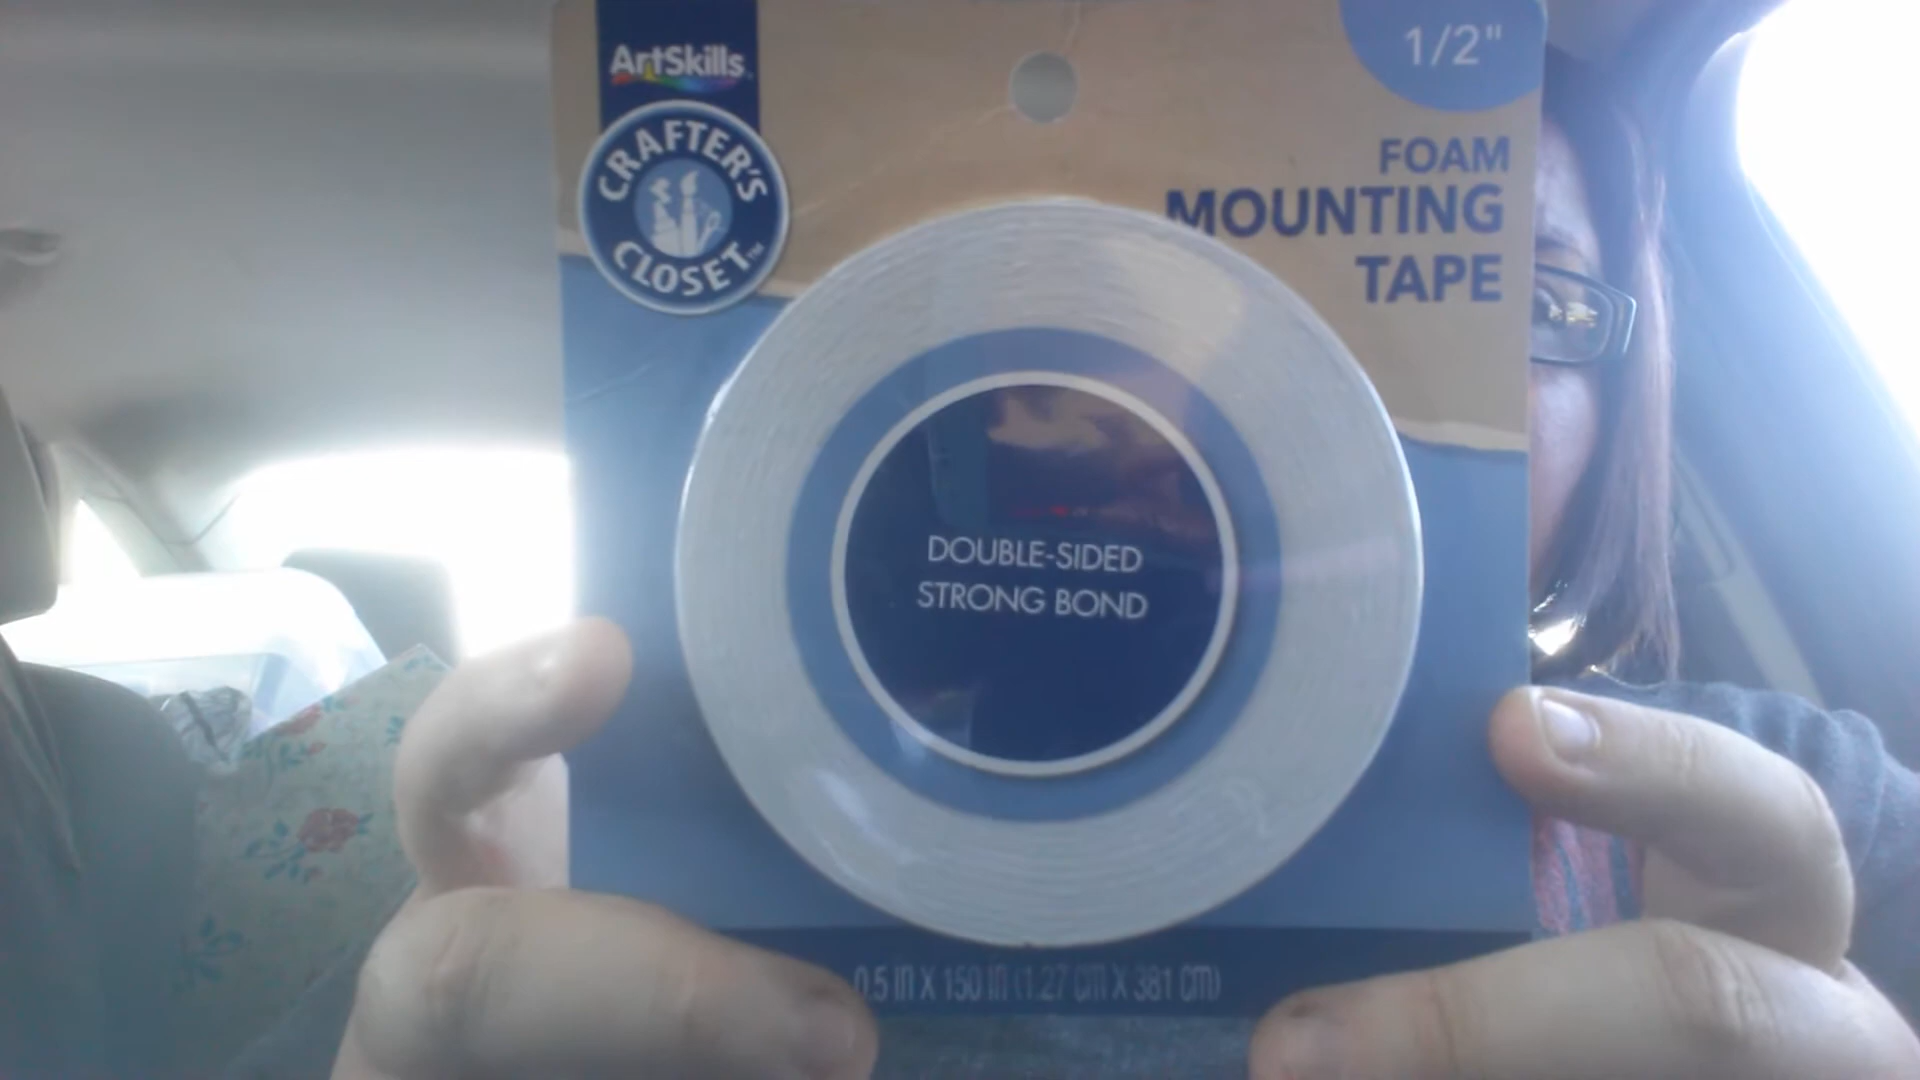 ArtSkills
CRAFTER'S
CLOSET™
1/2"
FOAM
MOUNTING
TAPE
DOUBLE-SIDED
STRONG BOND
0.5 IN X 150 IN (1.27 CM X 381 CM)